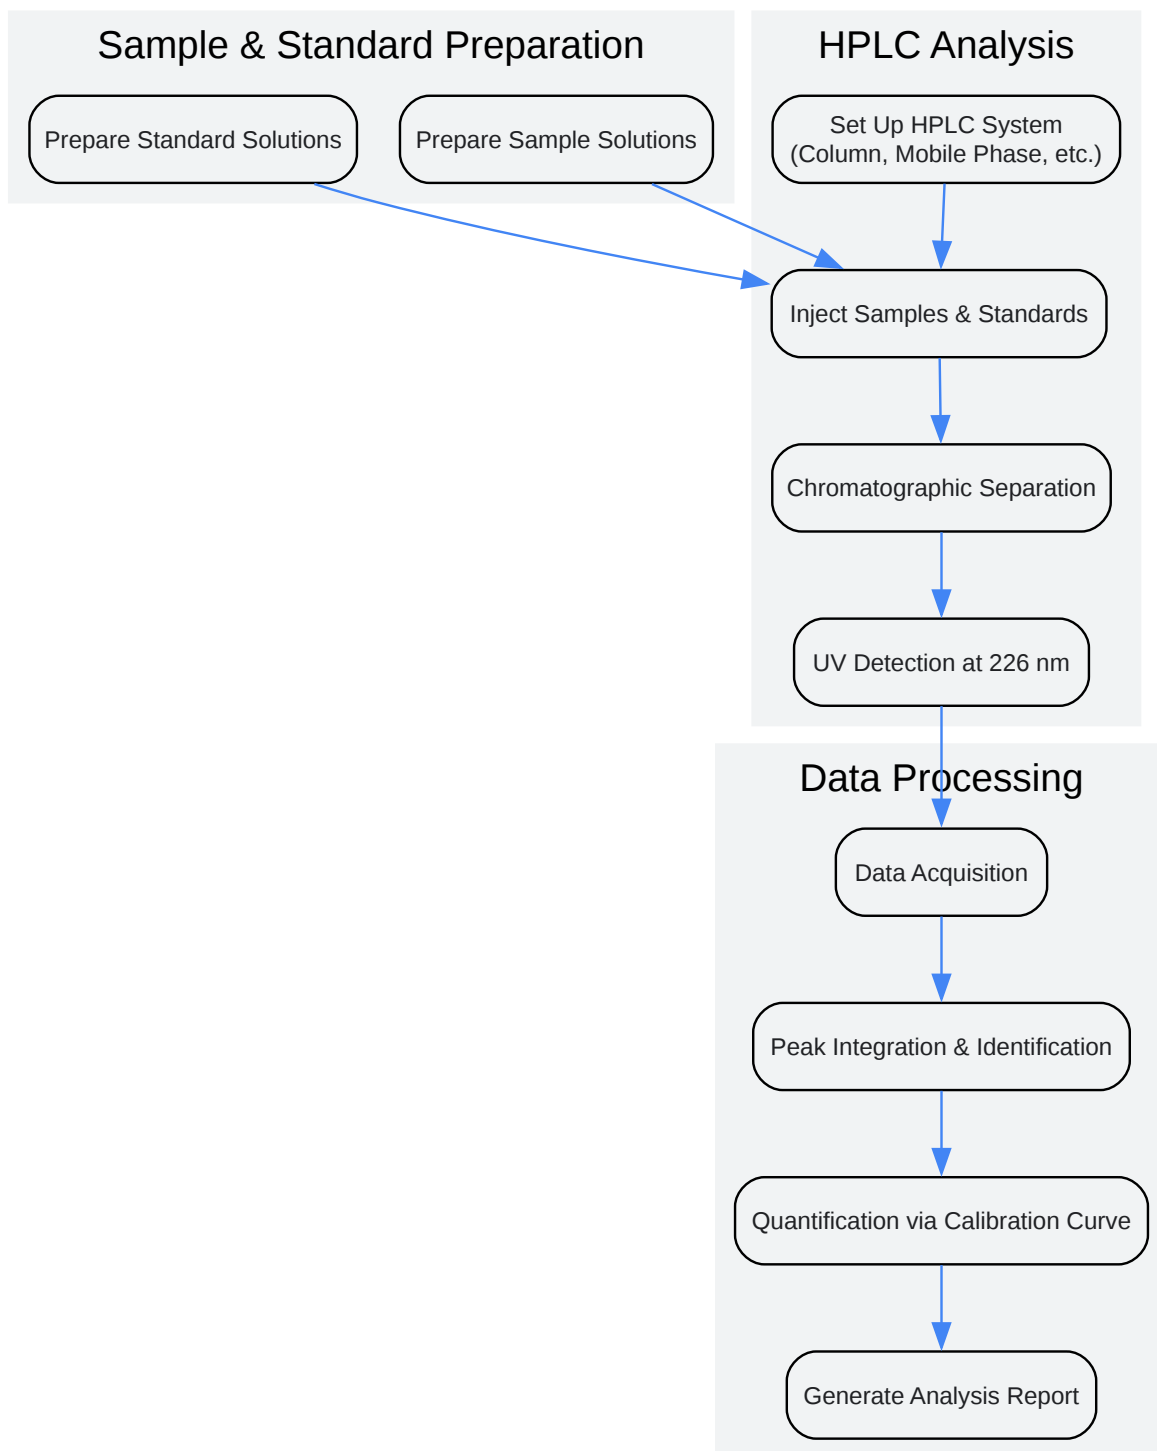 Sample & Standard Preparation
Prepare Standard Solutions
Prepare Sample Solutions
HPLC Analysis
Set Up HPLC System
(Column, Mobile Phase, etc.)
Inject Samples & Standards
Chromatographic Separation
UV Detection at 226 nm
Data Processing
Data Acquisition
Peak Integration & Identification
Quantification via Calibration Curve
Generate Analysis Report